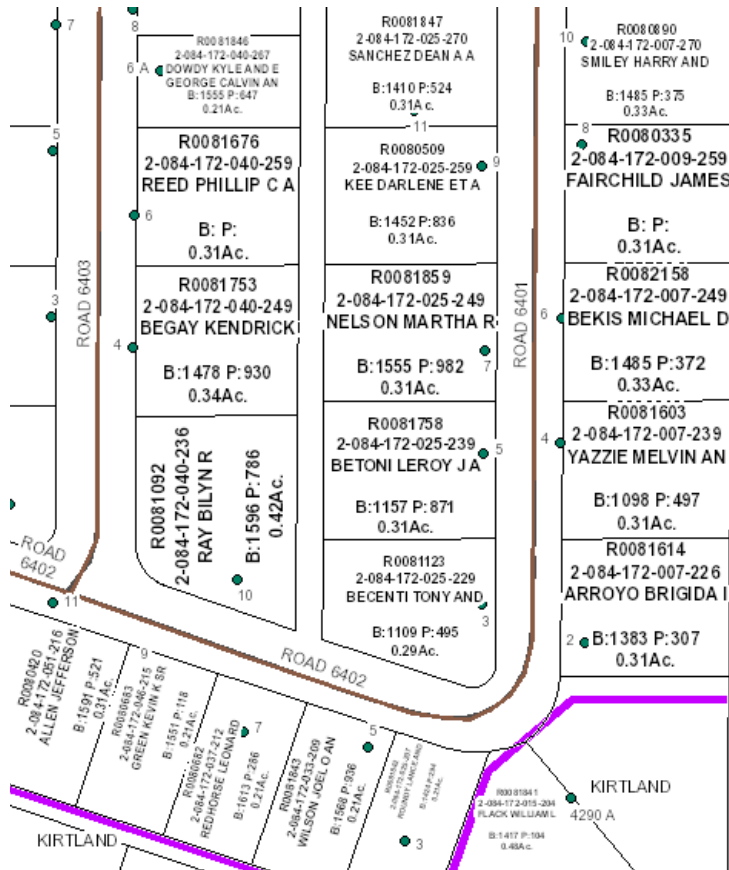 7
8
R0081846
2-084-172-040-267
6 A
DOWDY KYLE AND E
GEORGE CALVIN AN
B:1555 P:647
0.21Ac.
R0081847
2-084-172-025-270
SANCHEZ DEAN A A
B:1410 P:524
0.31Ac.
11
R0080890
10
2-084-172-007-270
SMILEY HARRY AND
B:1485 P:375
0.33Ac.
5
R0081676
2-084-172-040-259
REED PHILLIP C A
6
B: P:
0.31Ac.
R0080509
2-084-172-025-259
9
KEE DARLENE ET A
B:1452 P:836
0.31Ac.
8
R0080335
2-084-172-009-259
FAIRCHILD JAMES
B: P:
0.31Ac.
3
ROAD 6403
R0081753
2-084-172-040-249
BEGAY KENDRICK
4
B:1478 P:930
0.34Ac.
R0081859
2-084-172-025-249
NELSON MARTHA R
7
B:1555 P:982
0.31Ac.
ROAD 6401
R0082158
2-084-172-007-249
6
BEKIS MICHAEL D
B:1485 P:372
0.33Ac.
R0081092
2-084-172-040-236
RAY BILYN R
B:1596 P:786
0.42Ac.
10
R0081758
2-084-172-025-239
5
BETONI LEROY J A
B:1157 P:871
0.31Ac.
R0081603
4
2-084-172-007-239
YAZZIE MELVIN AN
B:1098 P:497
0.31Ac.
R0081123
2-084-172-025-229
BECENTI TONY AND
3
B:1109 P:495
0.29Ac.
R0081614
2-084-172-007-226
ARROYO BRIGIDA I
2
B:1383 P:307
0.31Ac.
ROAD
6402
11
ROAD 6402
R0080420
2-084-172-051-216
ALLEN JEFFERSON
B:1591 P:521
0.31Ac.
9
R0080683
2-084-172-046-215
GREEN KEVIN K SR
B:1551 P:118
0.21Ac.
7
R0080682
2-084-172-037-212
REDHORSE LEONARD
B:1613 P:286
0.21Ac.
5
R0081843
2-084-172-033-209
WILSON JOEL O AN
B:1568 P:936
0.21Ac.
ROUNDY LANCE AND
0.21Ac.
3
R0081841
2-084-172-015-204
FLACK WILLIAM L
B:1417 P:104
0.48Ac.
KIRTLAND
4290 A
KIRTLAND